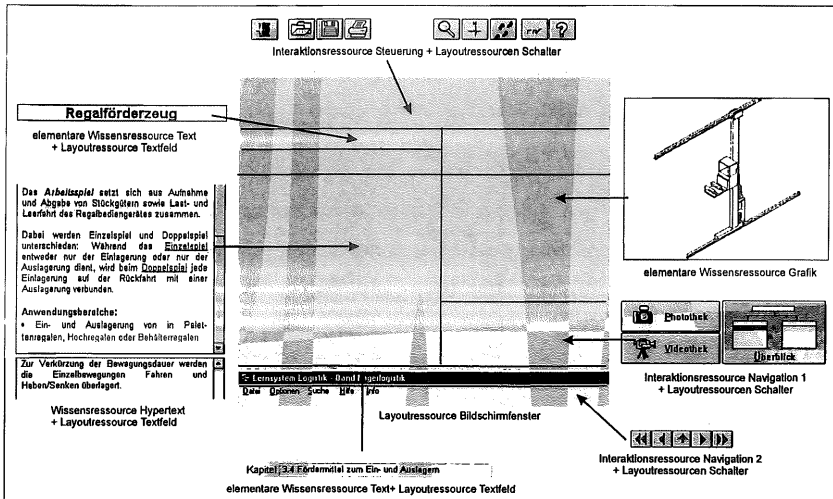 Interaktionsressource Steuerung + Layoutressourcen Schalter
Regalförderzeug
elementare Wissensressource Text
+ Layoutressource Textfeld
Das Arbeitsspiel setzt sich aus Aufnahme
und Abgabe von Stückgütern sowie Last- und
Leerfahrt des Regalbediengerätes zusammen.
Dabei werden Einzelspiel und Doppelspiel
unterschieden: Während das Einzelspiel
entweder nur der Einlagerung oder nur der
Auslagerung dient, wird beim Doppelspiel jede
Einlagerung auf der Rückfahrt mit einer
Auslagerung verbunden.
Anwendungsbereiche:
• Ein- und Auslagerung von in Palet-
tenregalen, Hochregalen oder Behälterregalen
Zur Verkürzung der Bewegungsdauer werden
die Einzelbewegungen Fahren und
Heben/Senken überlagert.
Wissensressource Hypertext
+ Layoutressource Textfeld
elementare Wissensressource Grafik
Photothek
Videothek
Überblick
Interaktionsressource Navigation 1
+ Layoutressourcen Schalter
Lernsystem Logistik - Band Lagerlogistik
Datei Optionen Suche Hilfe Info
Layoutressource Bildschirmfenster
Interaktionsressource Navigation 2
+ Layoutressourcen Schalter
Kapitel 3.4 Fördermittel zum Ein- und Auslagern
elementare Wissensressource Text+ Layoutressource Textfeld